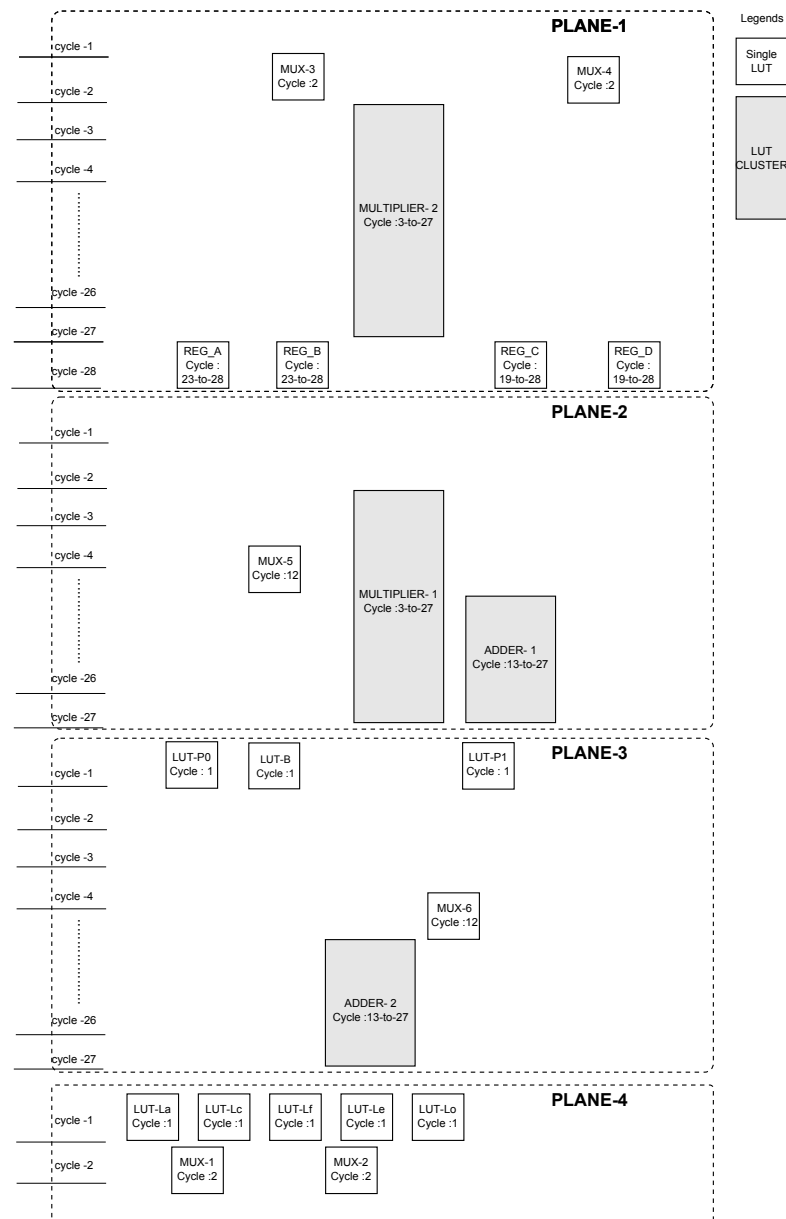 PLANE-1
Legends
cycle -1
MUX-3
Cycle :2
MUX-4
Cycle :2
Single
LUT
cycle -2
cycle -3
cycle -4
LUT
CLUSTER
MULTIPLIER- 2
Cycle :3-to-27
cycle -26
cycle -27
REG_A
Cycle :
23-to-28
REG_B
Cycle :
23-to-28
REG_C
Cycle :
19-to-28
REG_D
Cycle :
19-to-28
cycle -28
PLANE-2
cycle -1
cycle -2
cycle -3
cycle -4
MUX-5
Cycle :12
MULTIPLIER- 1
Cycle :3-to-27
ADDER- 1
Cycle :13-to-27
cycle -26
cycle -27
PLANE-3
LUT-P0
Cycle : 1
LUT-B
Cycle :1
LUT-P1
Cycle : 1
cycle -1
cycle -2
cycle -3
cycle -4
MUX-6
Cycle :12
ADDER- 2
Cycle :13-to-27
cycle -26
cycle -27
PLANE-4
LUT-La
Cycle :1
LUT-Lc
Cycle :1
LUT-Lf
Cycle :1
LUT-Le
Cycle :1
LUT-Lo
Cycle :1
cycle -1
cycle -2
MUX-1
Cycle :2
MUX-2
Cycle :2